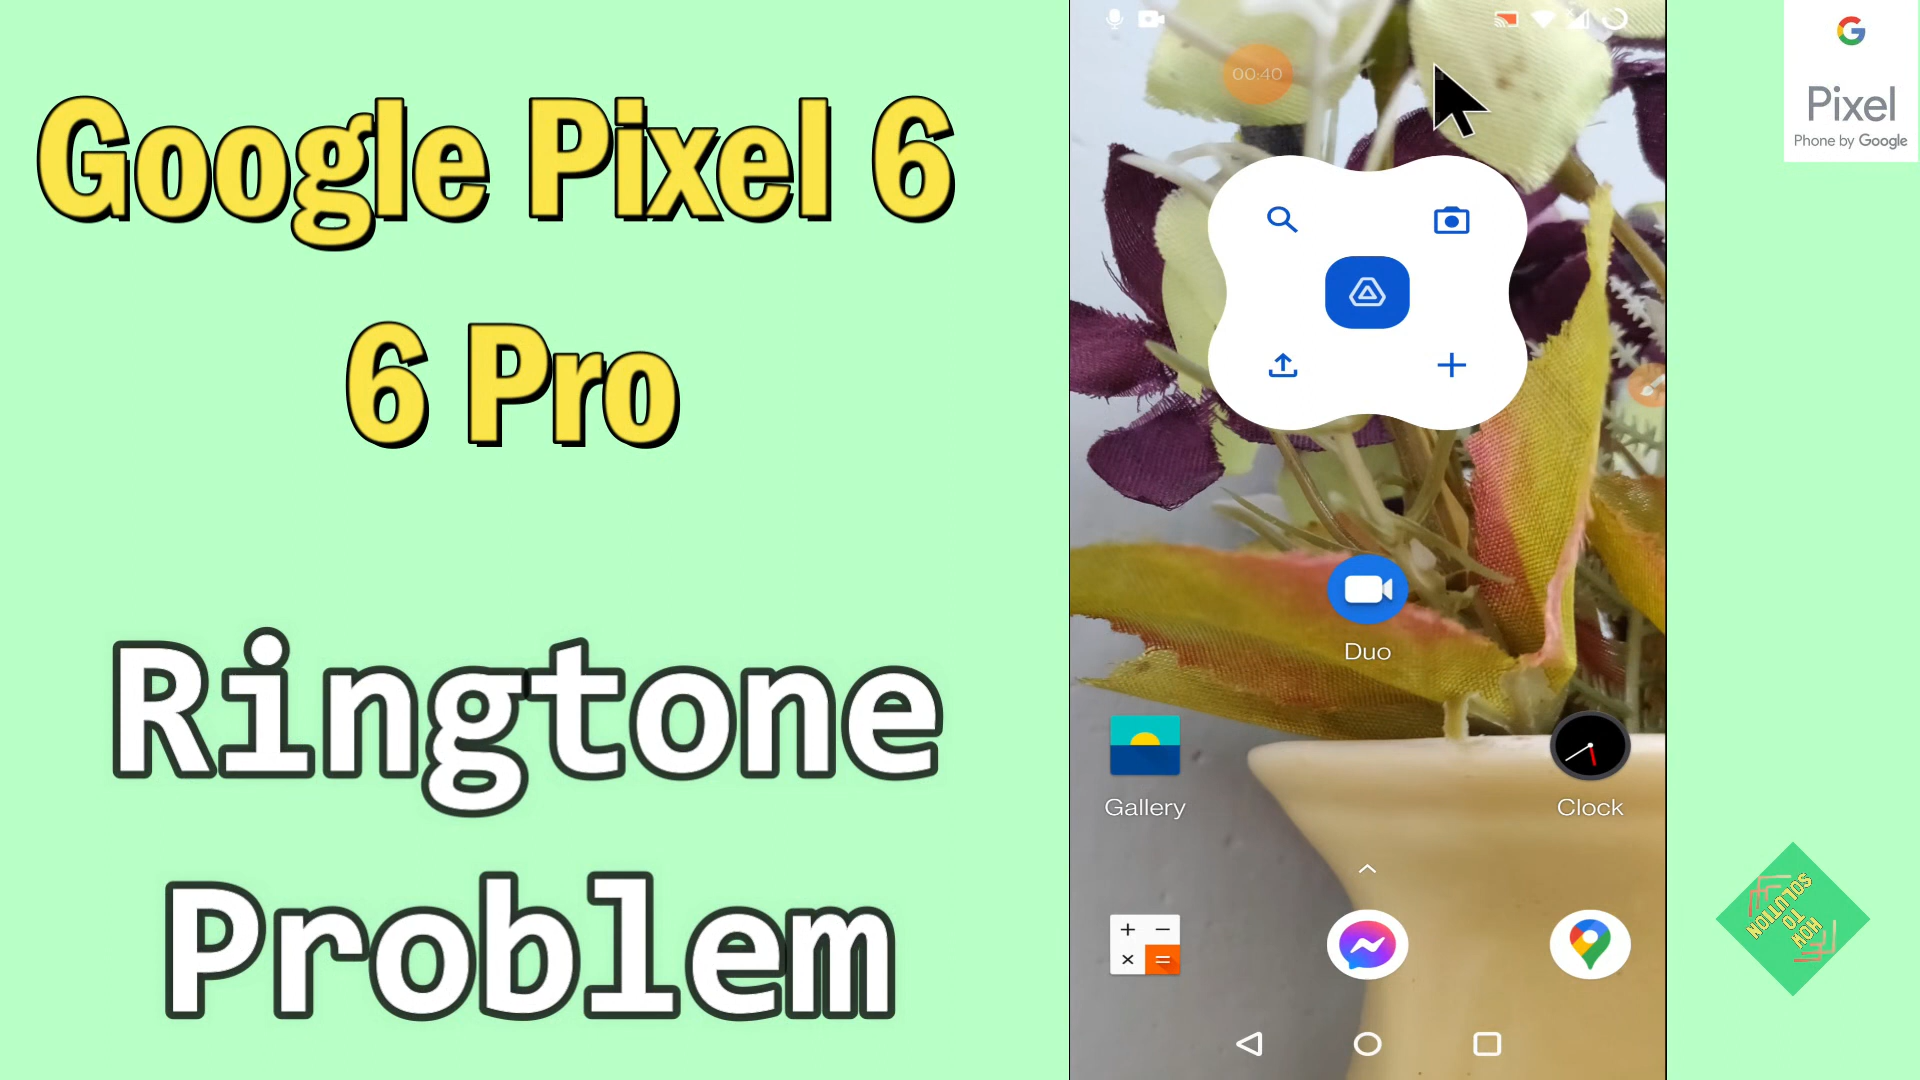 Google Pixel 6
6 Pro
Ringtone
Problem
00:40
Duo
Gallery
Clock
G
Pixel
Phone by Google
HOW
TO
SOLUTION